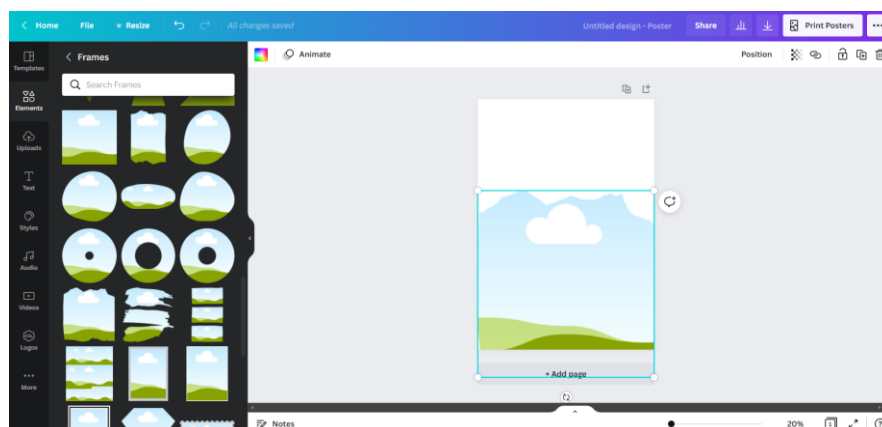 Home File Resize All changes saved Untitled design - Poster Share Print Posters
Templates
Frames
Animate
Position
Search Frames
Elements
Uploads
Text
Styles
Audio
Videos
Logos
More
+ Add page
Notes
20%
1